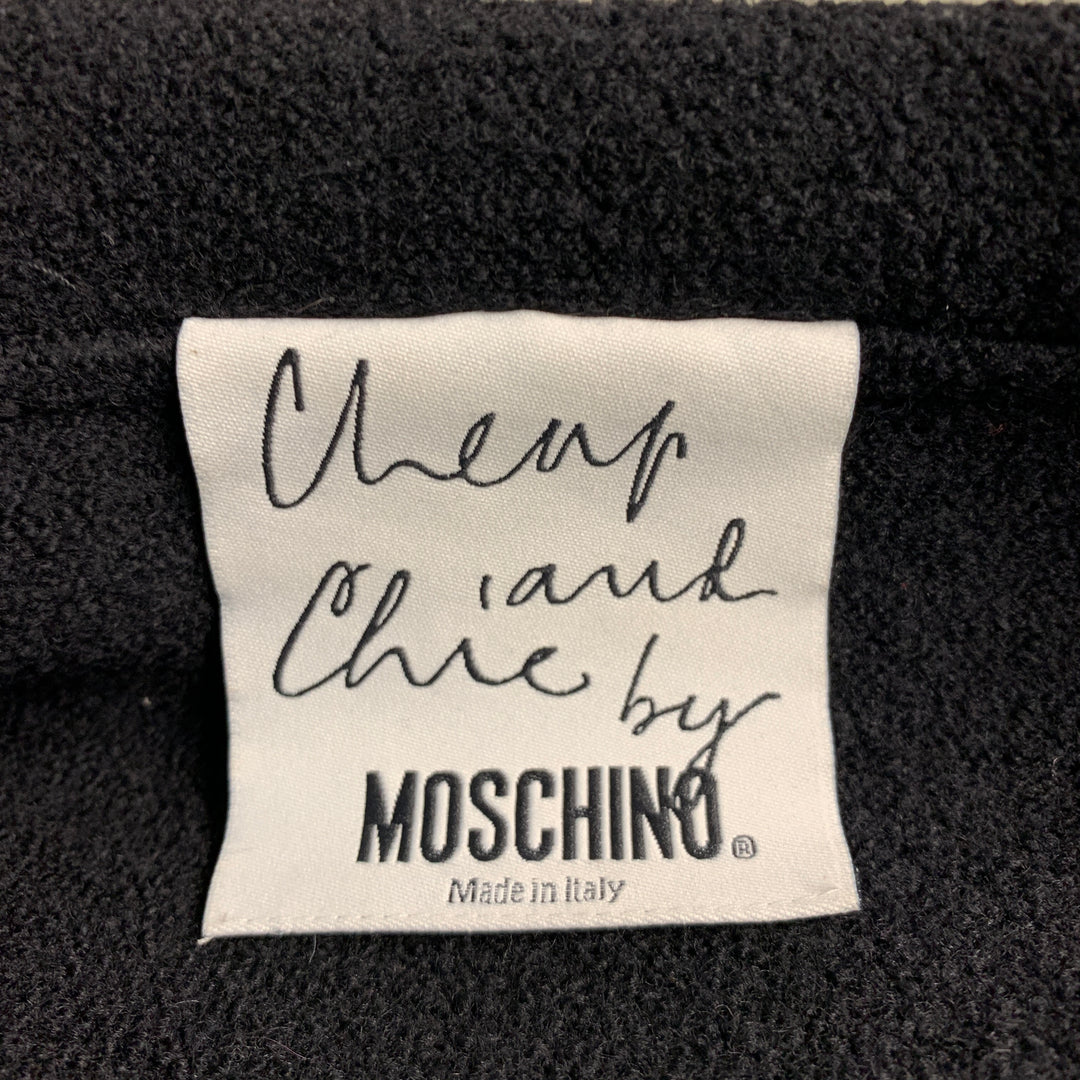 Cheap
and
Chic by
MOSCHINO®
Made in Italy